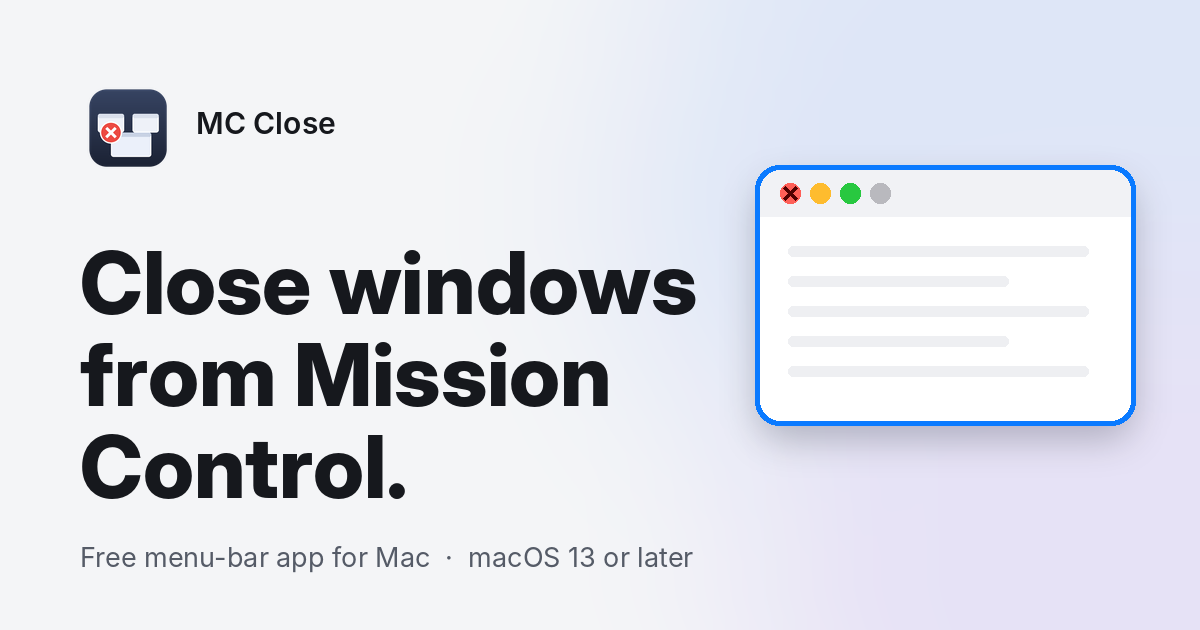 MC Close
Close windows
from Mission
Control.
Free menu-bar app for Mac · macOS 13 or later